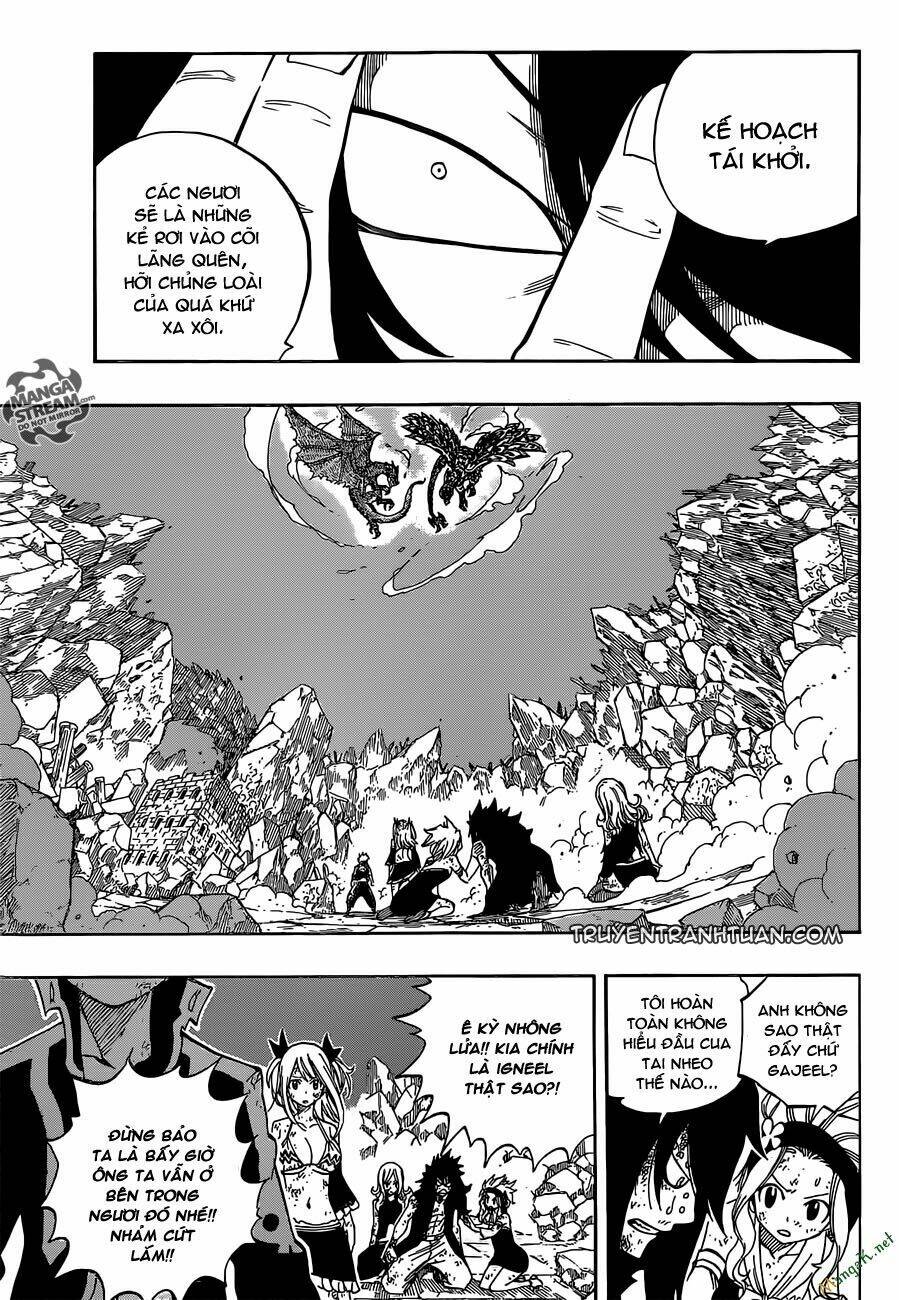 KẾ HOẠCH
TÁI KHỞI.
CÁC NGƯƠI
SẼ LÀ NHỮNG
KẺ RƠI VÀO CÕI
LÃNG QUÊN,
HỠI CHỦNG LOÀI
CỦA QUÁ KHỨ
XA XÔI.
MANGA
STREAM.com
DO NOT MIRROR
TRUYENTRANHTUAN.COM
ANH KHÔNG
SAO THẬT
ĐẤY CHỨ
GAJEEL?
TÔI HOÀN
TOÀN KHÔNG
HIỂU ĐẦU CUA
TAI NHEO
THẾ NÀO...
Ê KỲ NHÔNG
LỬA!! KIA CHÍNH
LÀ IGNEEL
THẬT SAO?!
ĐỪNG BẢO
TA LÀ BẤY GIỜ
ÔNG TA VẪN Ở
BÊN TRONG
NGƯƠI ĐÓ NHÉ!!
NHẢM CỨT
LẮM!!
MangaK.net